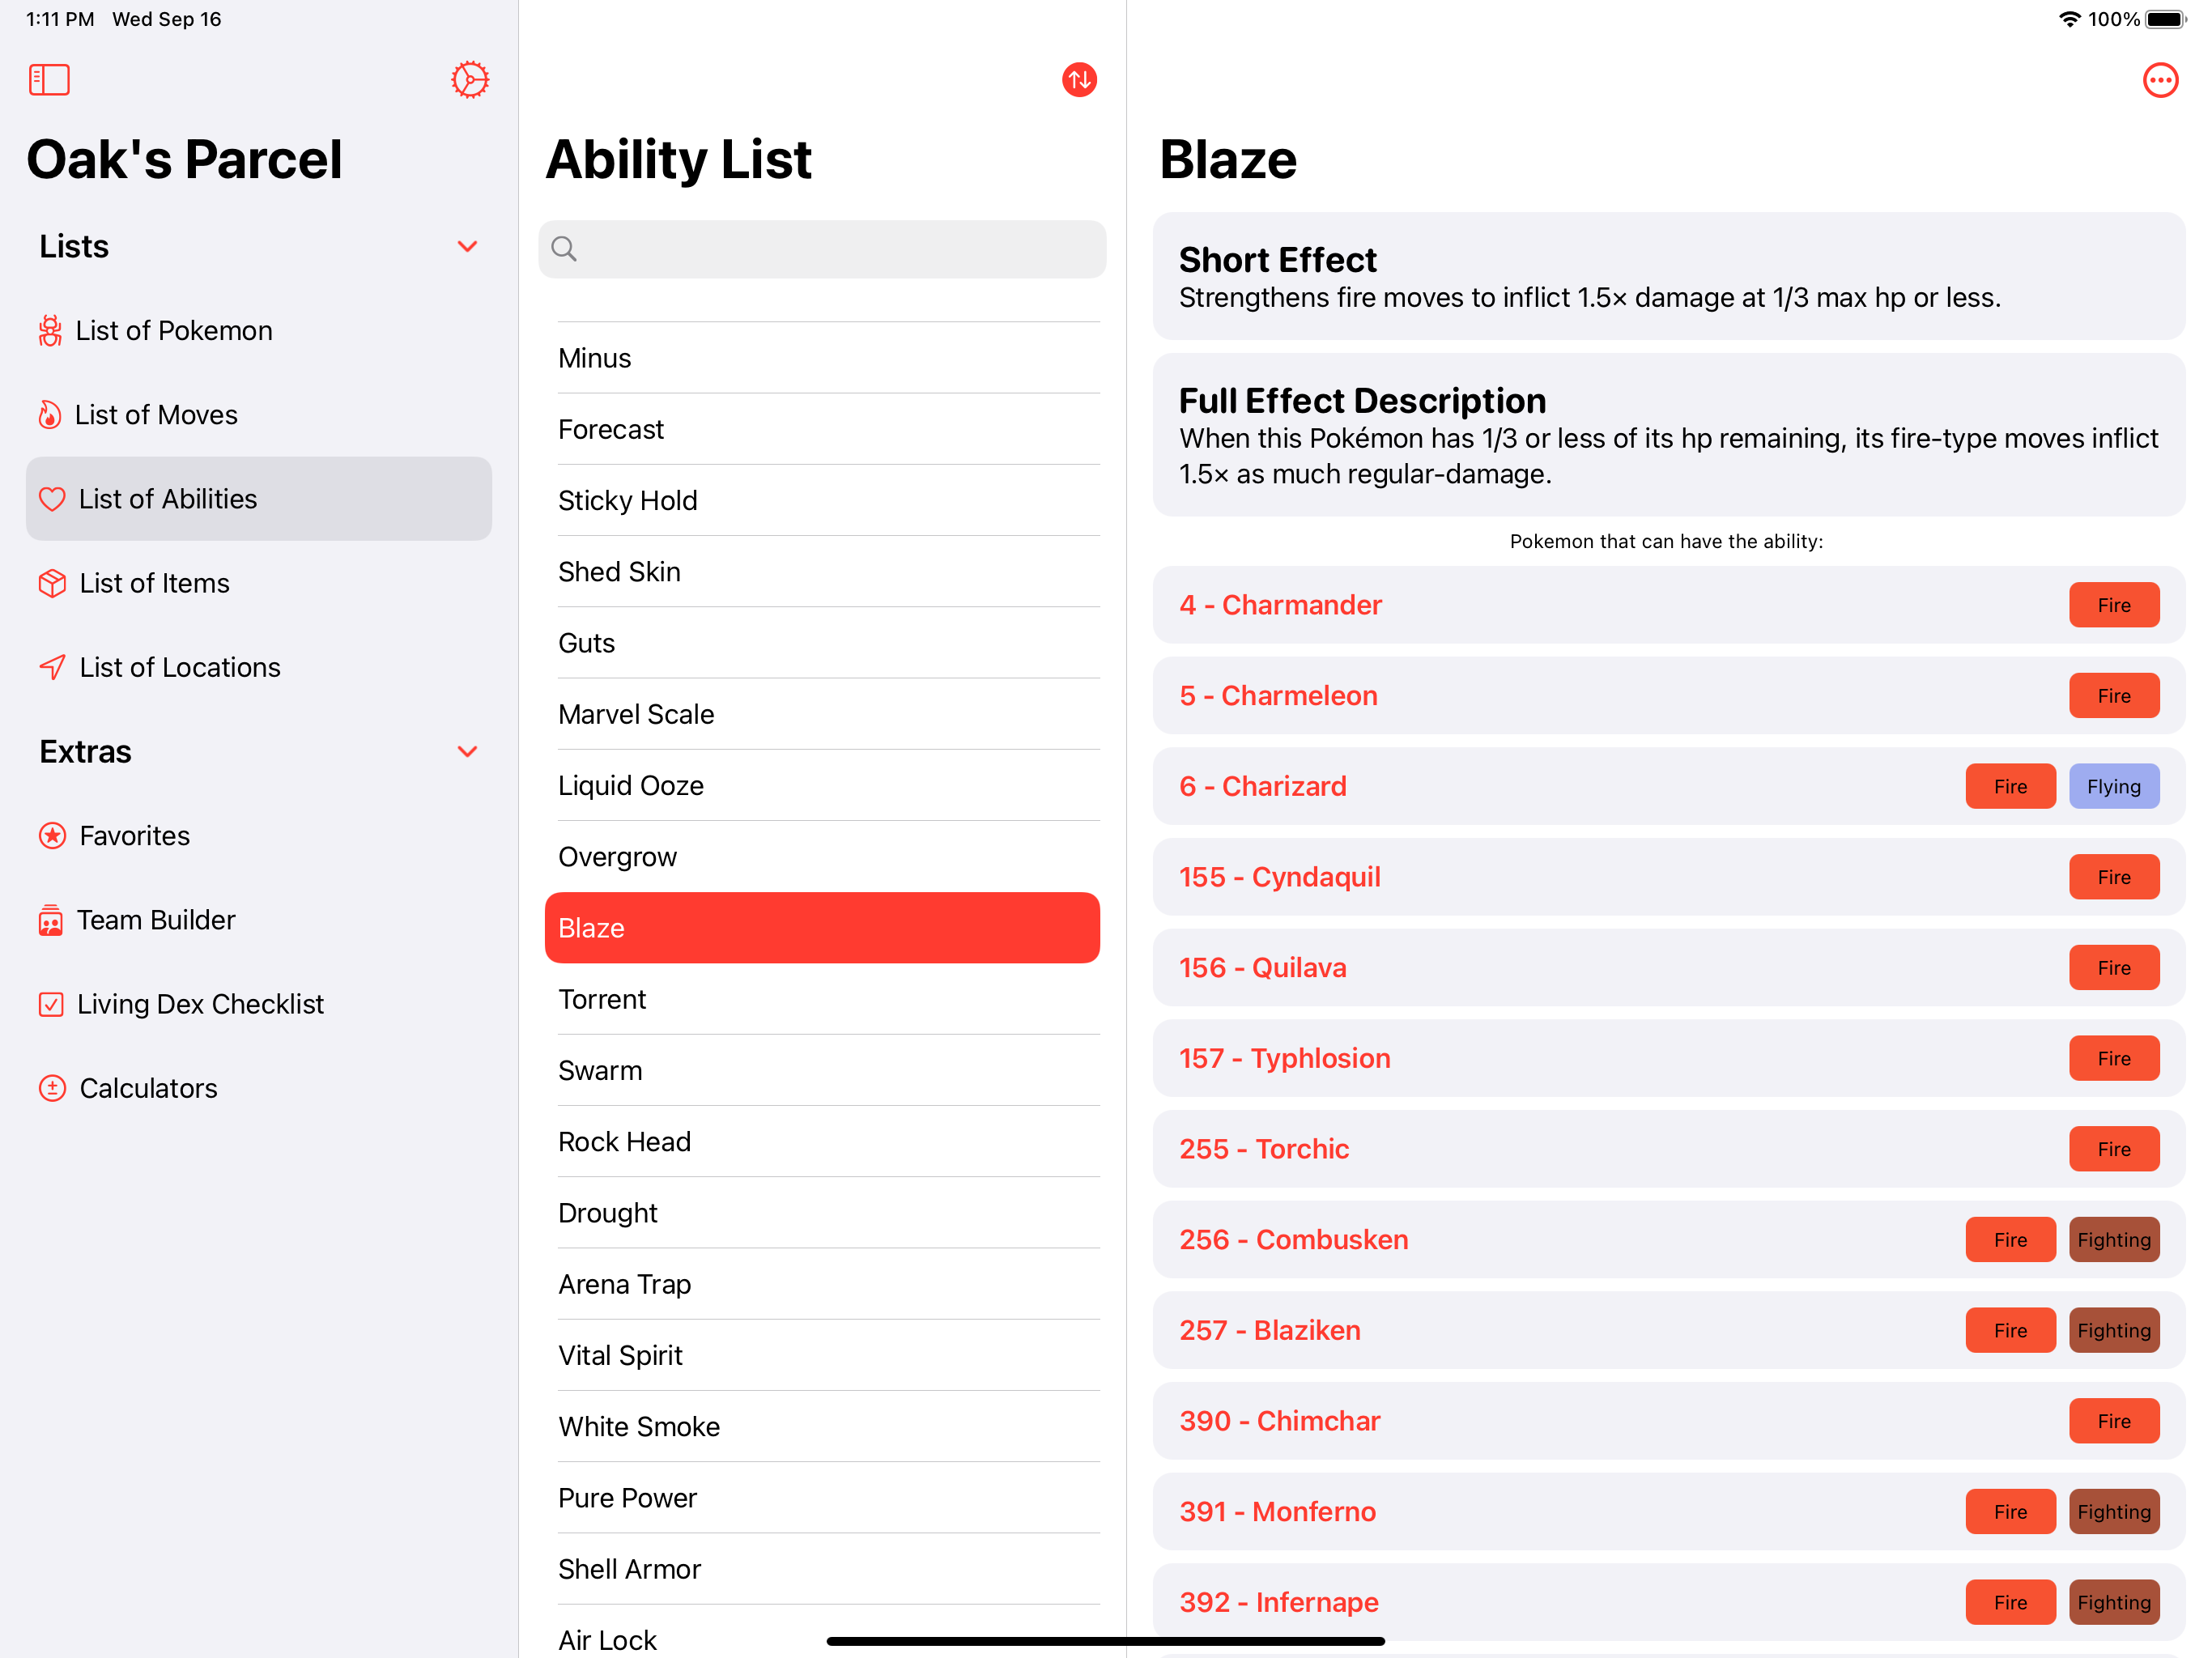 1:11 PM Wed Sep 16
100%
Oak's Parcel
Lists
List of Pokemon
List of Moves
List of Abilities
List of Items
List of Locations
Extras
Favorites
Team Builder
Living Dex Checklist
Calculators
Ability List
Minus
Forecast
Sticky Hold
Shed Skin
Guts
Marvel Scale
Liquid Ooze
Overgrow
Blaze
Torrent
Swarm
Rock Head
Drought
Arena Trap
Vital Spirit
White Smoke
Pure Power
Shell Armor
Air Lock
Blaze
Short Effect
Strengthens fire moves to inflict 1.5× damage at 1/3 max hp or less.
Full Effect Description
When this Pokémon has 1/3 or less of its hp remaining, its fire-type moves inflict
1.5× as much regular-damage.
Pokemon that can have the ability:
4 - Charmander Fire
5 - Charmeleon Fire
6 - Charizard Fire Flying
155 - Cyndaquil Fire
156 - Quilava Fire
157 - Typhlosion Fire
255 - Torchic Fire
256 - Combusken Fire Fighting
257 - Blaziken Fire Fighting
390 - Chimchar Fire
391 - Monferno Fire Fighting
392 - Infernape Fire Fighting